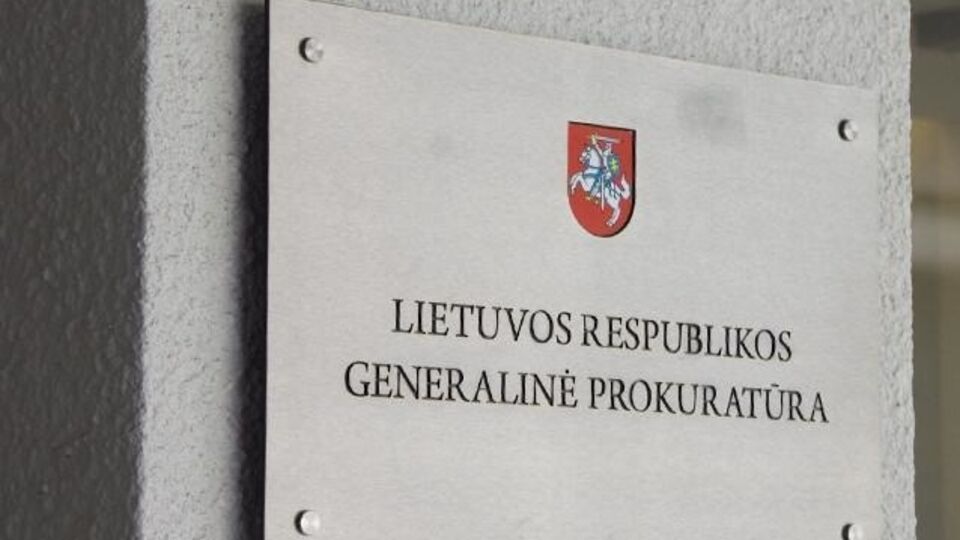 LIETUVOS RESPUBLIKOS
GENERALINĖ PROKURATŪRA